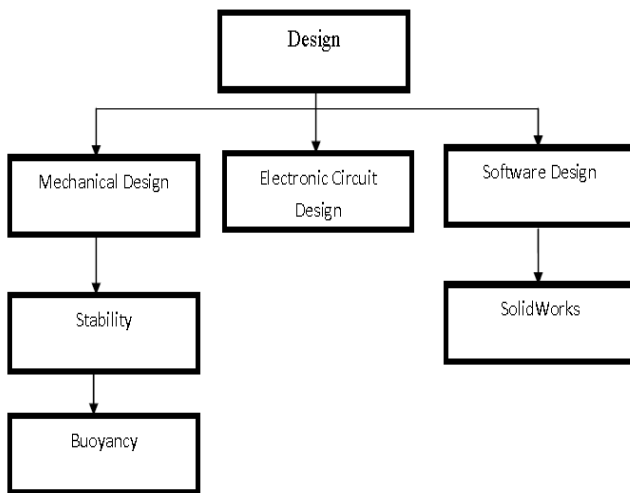 Design
Mechanical Design
Electronic Circuit
Design
Software Design
Stability
SolidWorks
Buoyancy